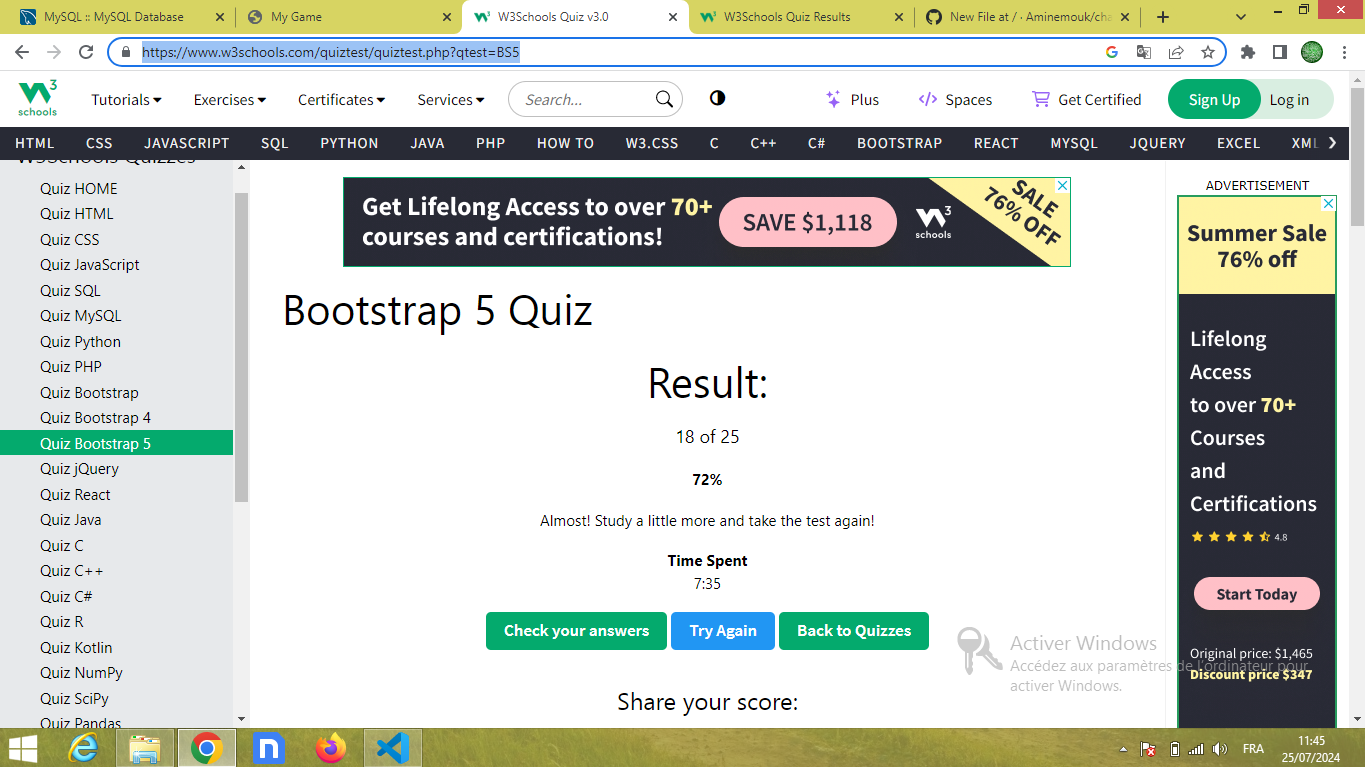 MySQL :: MySQL Database
My Game
W3Schools Quiz v3.0
W3Schools Quiz Results
New File at / · Aminemouk/cha
https://www.w3schools.com/quiztest/quiztest.php?qtest=BS5
W 3
schools
Tutorials
Exercises
Certificates
Services
Search...
Plus
Spaces
Get Certified
Sign Up
Log in
HTML
CSS
JAVASCRIPT
SQL
PYTHON
JAVA
PHP
HOW TO
W3.CSS
C
C++
C#
BOOTSTRAP
REACT
MYSQL
JQUERY
EXCEL
XML
W3Schools Quizzes
Quiz HOME
Quiz HTML
Quiz CSS
Quiz JavaScript
Quiz SQL
Quiz MySQL
Quiz Python
Quiz PHP
Quiz Bootstrap
Quiz Bootstrap 4
Quiz Bootstrap 5
Quiz jQuery
Quiz React
Quiz Java
Quiz C
Quiz C++
Quiz C#
Quiz R
Quiz Kotlin
Quiz NumPy
Quiz SciPy
Quiz Pandas
Get Lifelong Access to over 70+
courses and certifications!
SAVE $1,118
W 3
schools
SALE
76% OFF
Bootstrap 5 Quiz
Result:
18 of 25
72%
Almost! Study a little more and take the test again!
Time Spent
7:35
Check your answers
Try Again
Back to Quizzes
Share your score:
ADVERTISEMENT
Summer Sale
76% off
Lifelong
Access
to over 70+
Courses
and
Certifications
4.8
Start Today
Original price: $1,465
Discount price $347
Activer Windows
Accédez aux paramètres de l'ordinateur pour
activer Windows.
FRA
11:45
25/07/2024